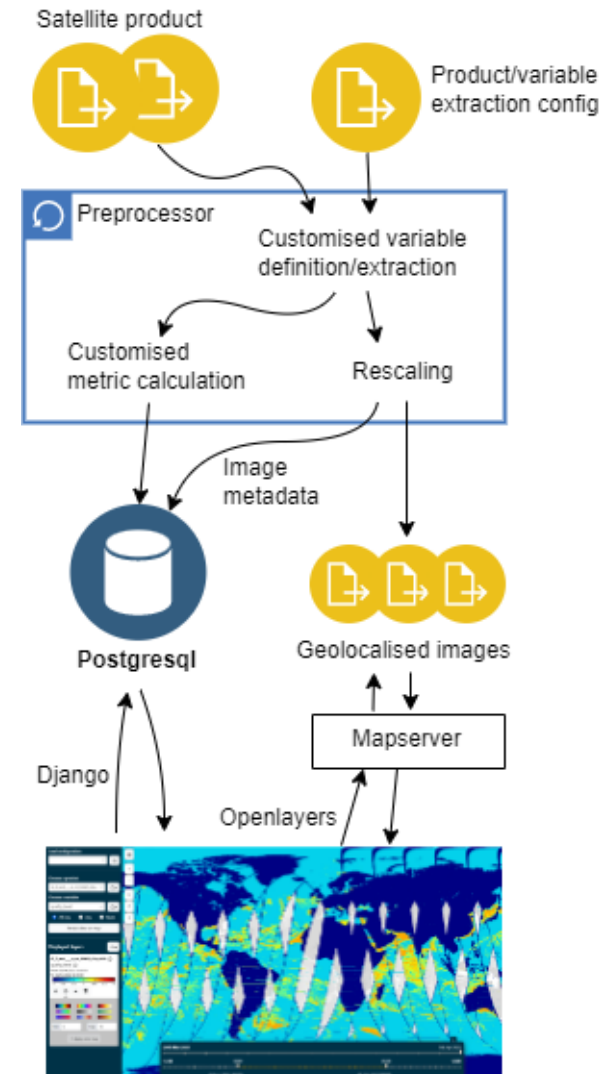 Satellite product
Product/variable
extraction config
Preprocessor
Customised variable
definition/extraction
Customised
metric calculation
Rescaling
Image
metadata
Postgresql
Geolocalised images
Mapserver
Django
Openlayers